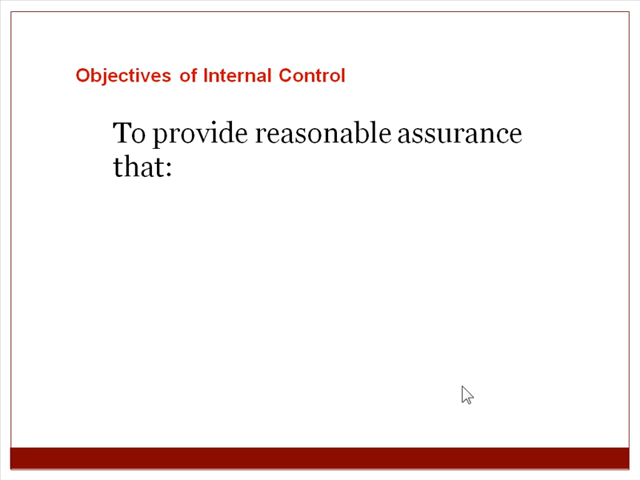 Objectives of Internal Control
To provide reasonable assurance
that: